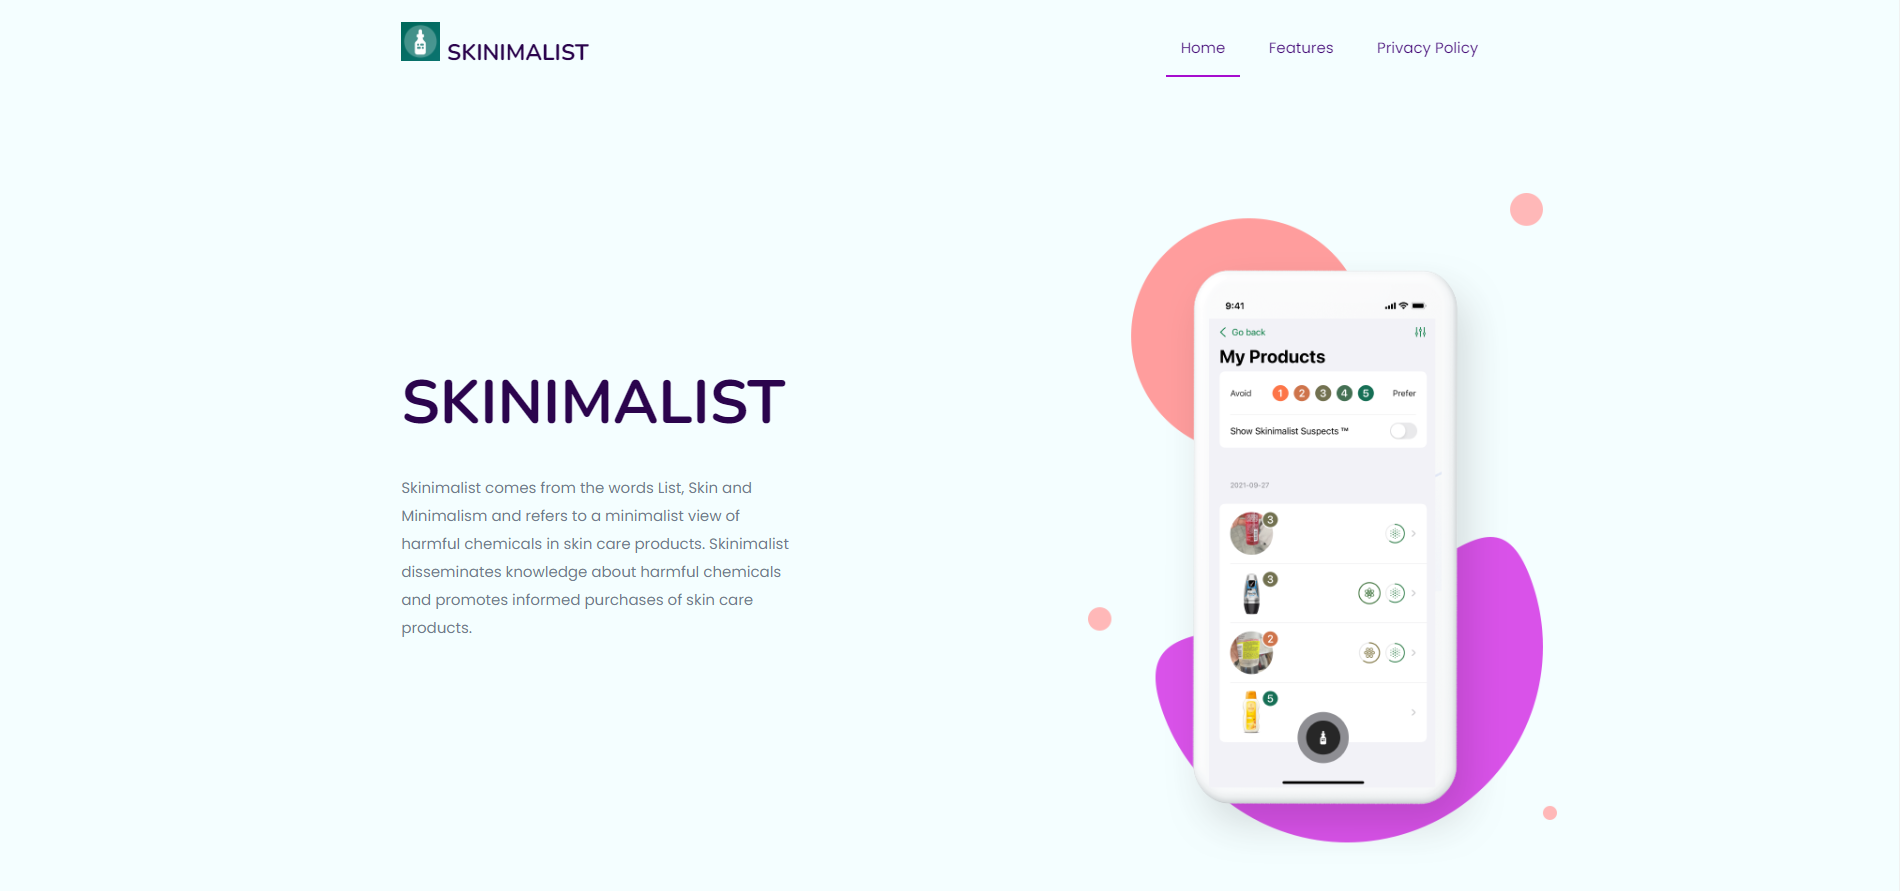 SKINIMALIST
Home
Features
Privacy Policy
SKINIMALIST
Skinimalist comes from the words List, Skin and
Minimalism and refers to a minimalist view of
harmful chemicals in skin care products. Skinimalist
disseminates knowledge about harmful chemicals
and promotes informed purchases of skin care
products.
9:41
Go back
My Products
Avoid 1 2 3 4 5 Prefer
Show Skinimalist Suspects ™
2021-09-27
3
3
2
5